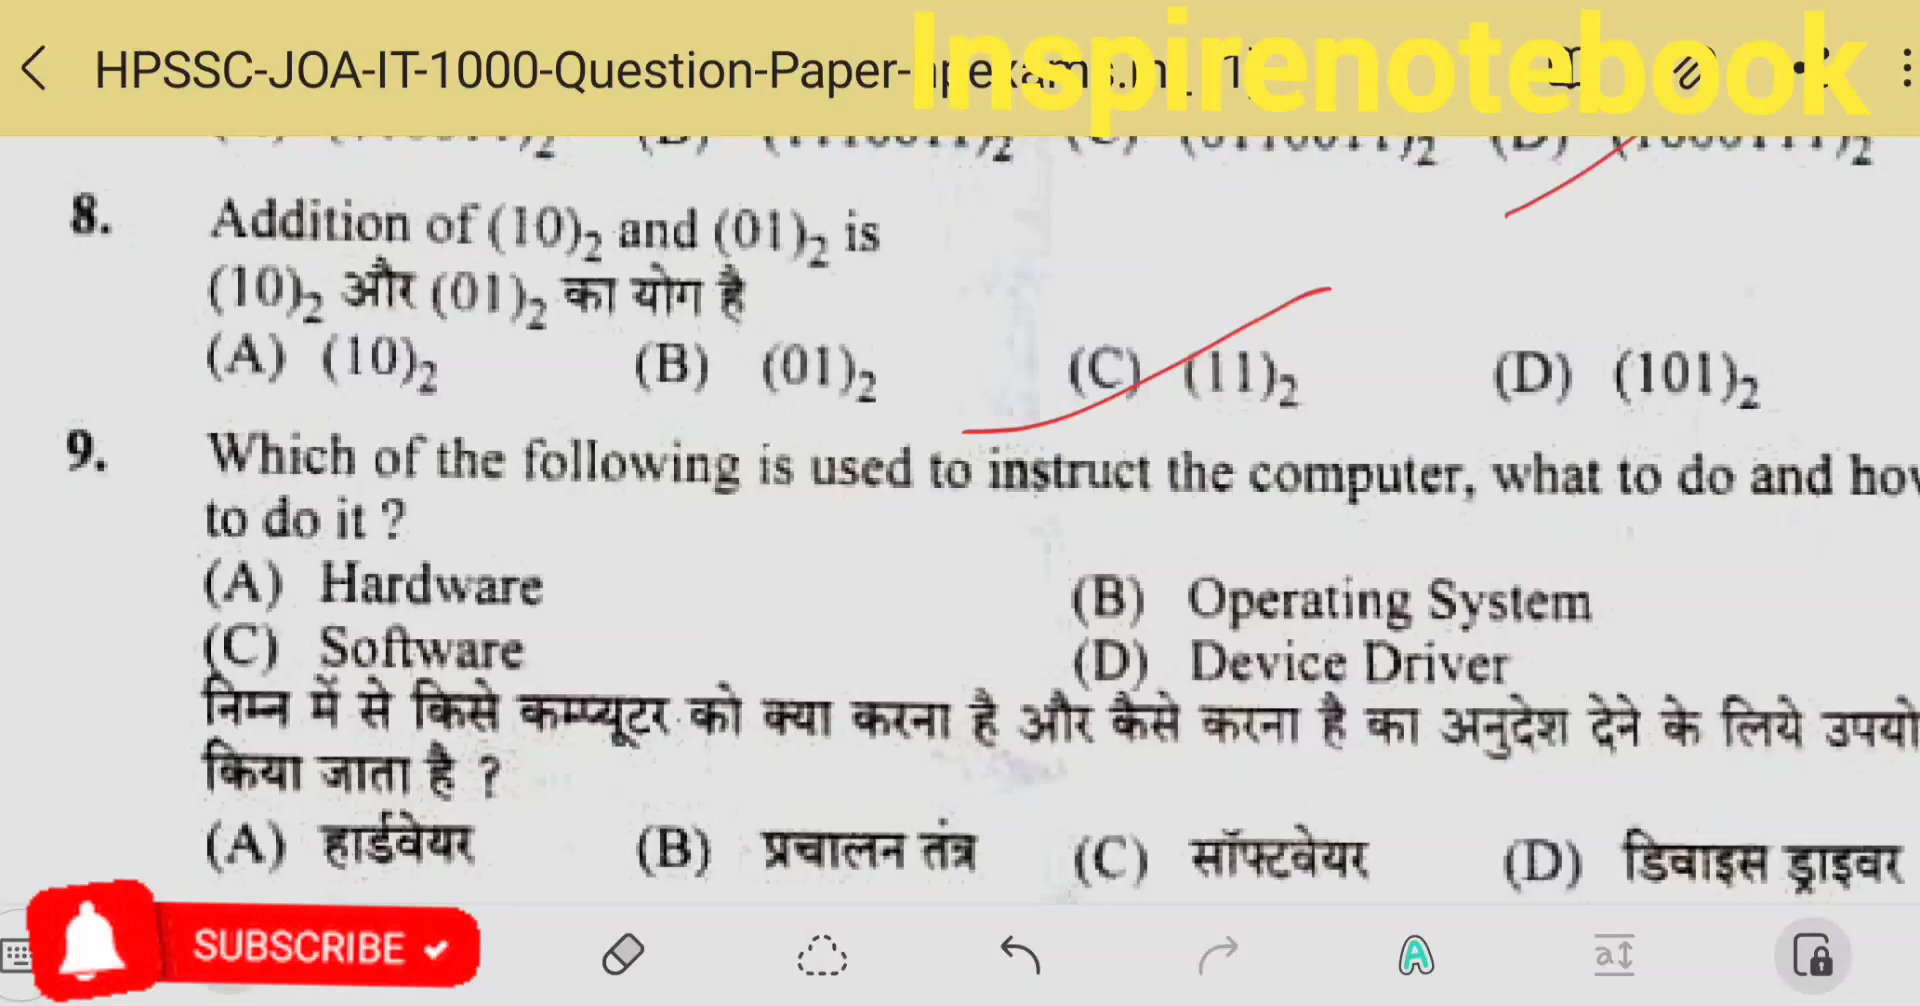 HPSSC-JOA-IT-1000-Question-Paper-
Inspirenotebook
8. Addition of (10)₂ and (01)₂ is
(10)₂ और (01)₂ का योग है
(A) (10)₂ (B) (01)₂ (C) (11)₂ (D) (101)₂
9. Which of the following is used to instruct the computer, what to do and how
to do it ?
(A) Hardware (B) Operating System
(C) Software (D) Device Driver
निम्न में से किसे कम्प्यूटर को क्या करना है और कैसे करना है का अनुदेश देने के लिये उपयो
किया जाता है ?
(A) हार्डवेयर (B) प्रचालन तंत्र (C) सॉफ्टवेयर (D) डिवाइस ड्राइवर
SUBSCRIBE